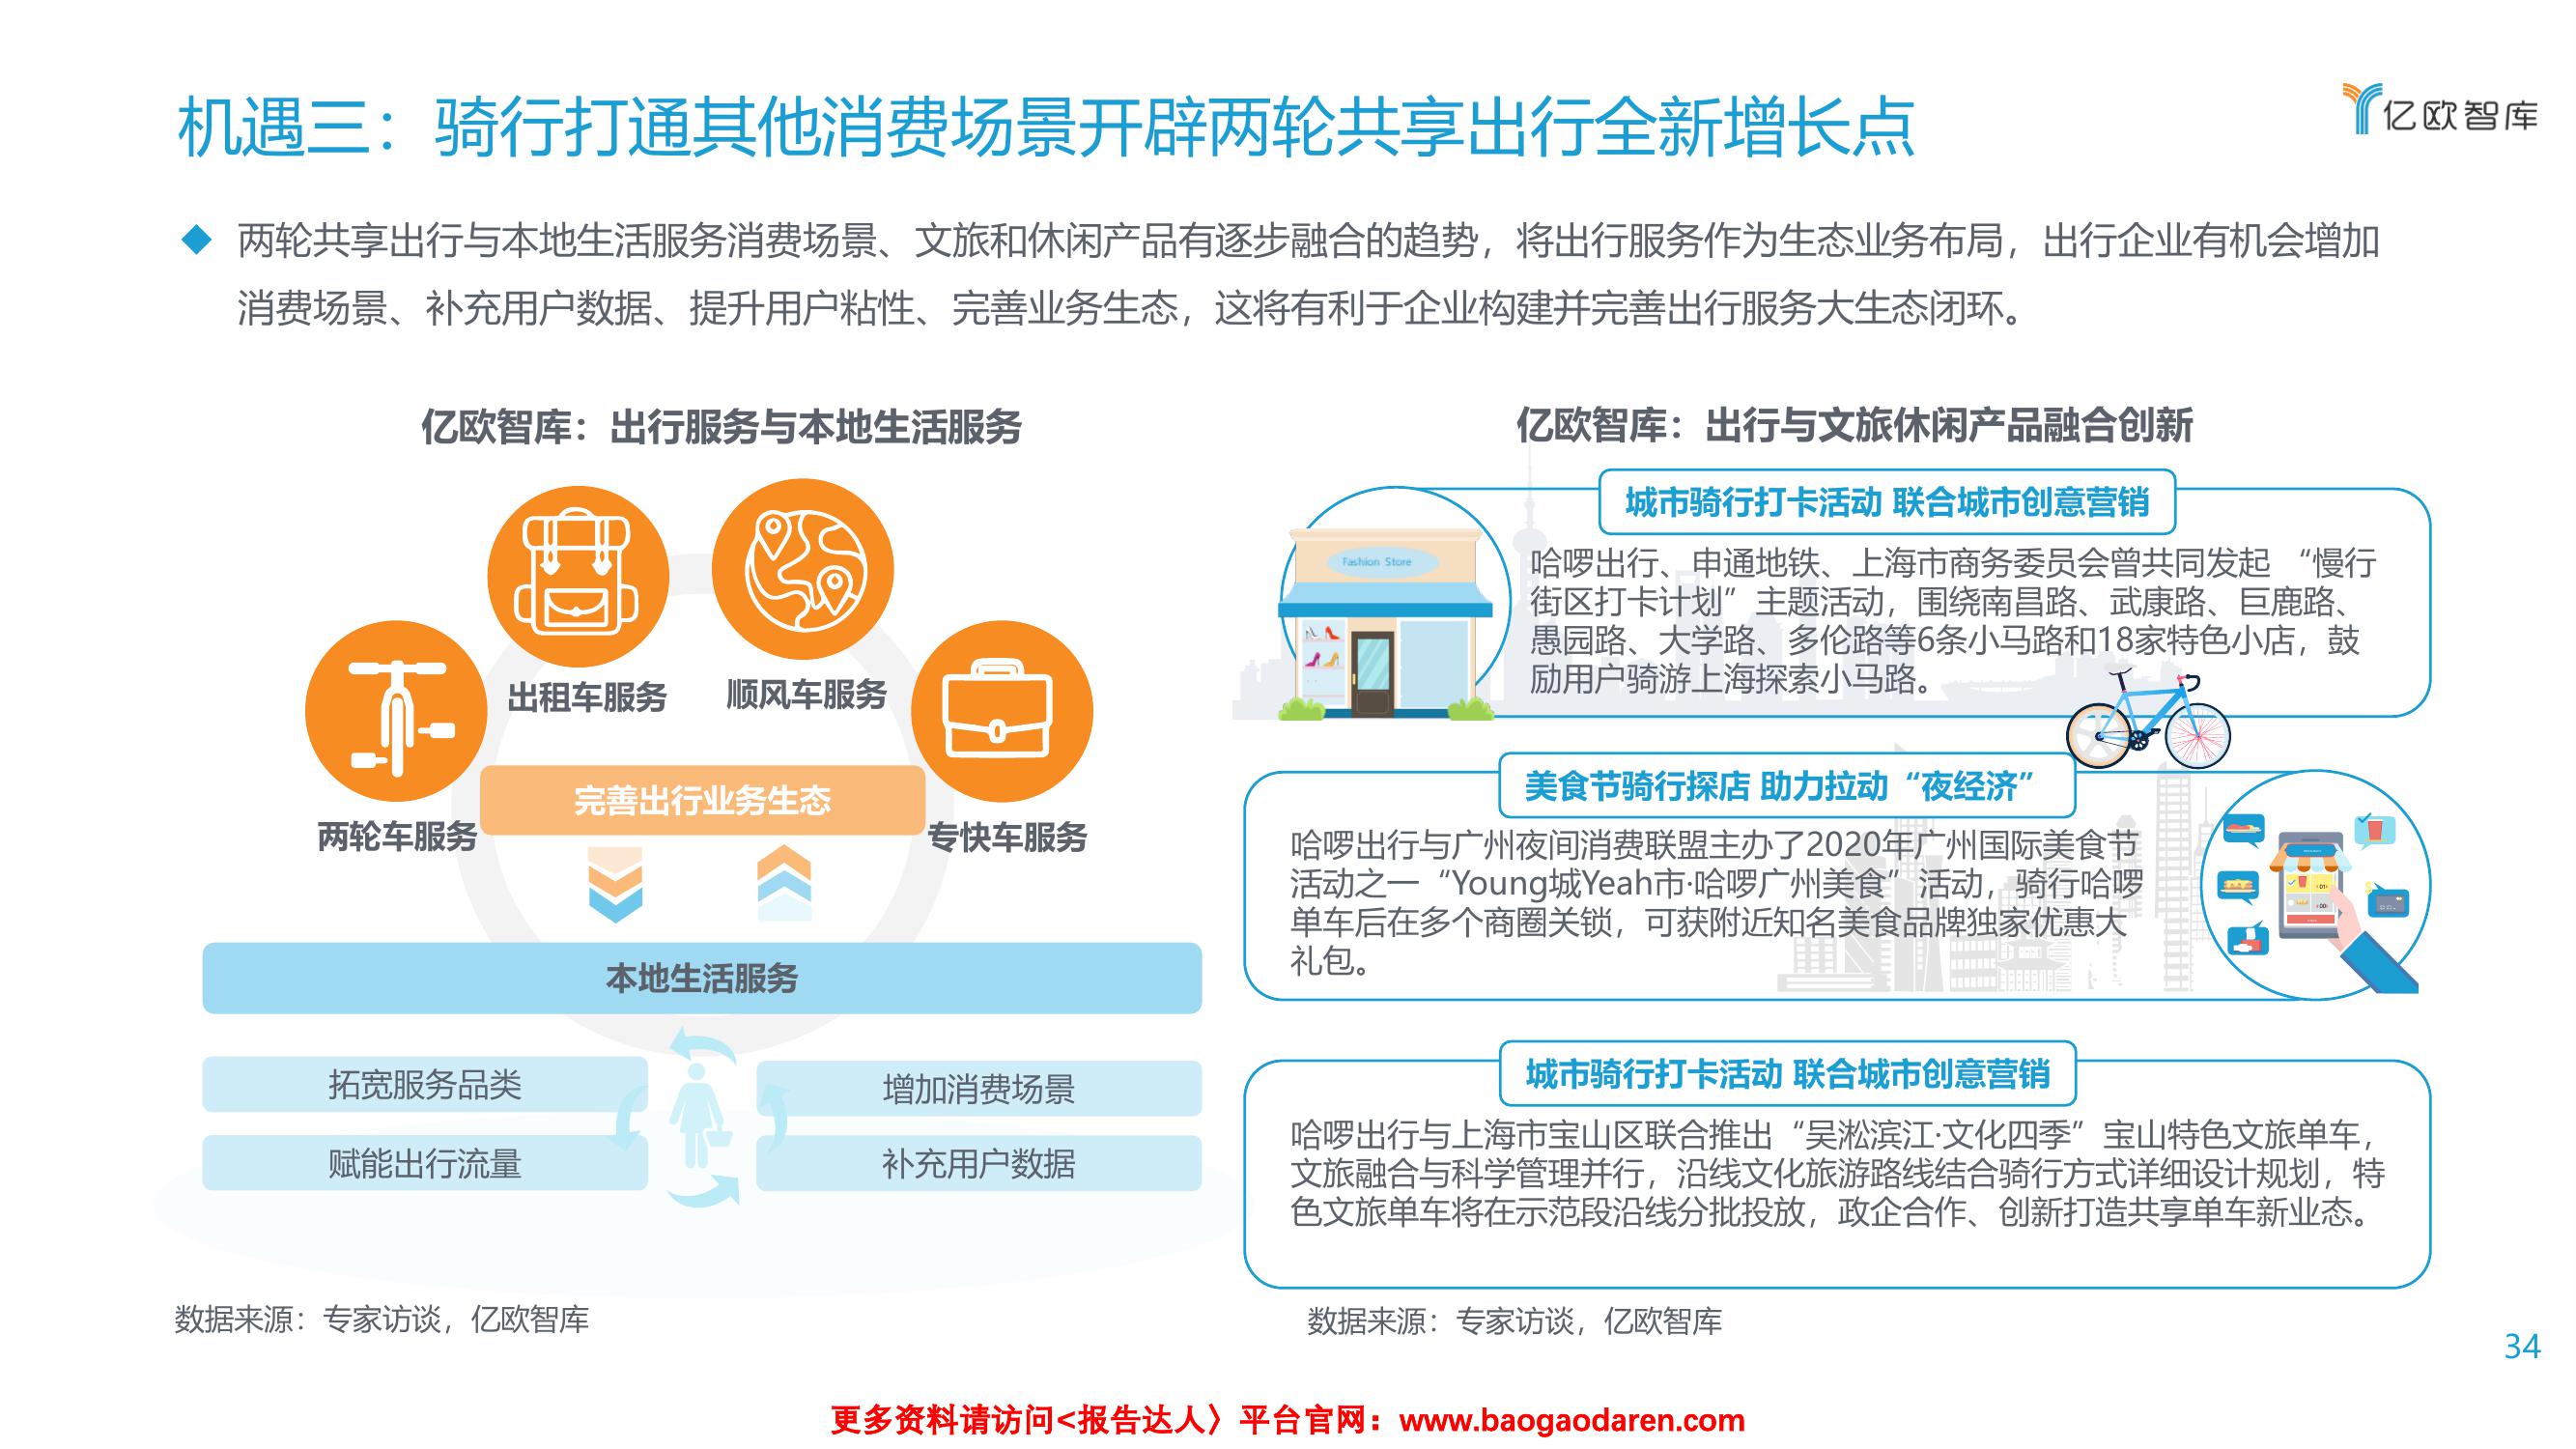 机遇三：骑行打通其他消费场景开辟两轮共享出行全新增长点
亿欧智库
两轮共享出行与本地生活服务消费场景、文旅和休闲产品有逐步融合的趋势，将出行服务作为生态业务布局，出行企业有机会增加
消费场景、补充用户数据、提升用户粘性、完善业务生态，这将有利于企业构建并完善出行服务大生态闭环。
亿欧智库：出行服务与本地生活服务
出租车服务
顺风车服务
两轮车服务
专快车服务
完善出行业务生态
本地生活服务
拓宽服务品类
增加消费场景
赋能出行流量
补充用户数据
数据来源：专家访谈，亿欧智库
亿欧智库：出行与文旅休闲产品融合创新
城市骑行打卡活动 联合城市创意营销
Fashion Store
哈啰出行、申通地铁、上海市商务委员会曾共同发起 “慢行
街区打卡计划”主题活动，围绕南昌路、武康路、巨鹿路、
愚园路、大学路、多伦路等6条小马路和18家特色小店，鼓
励用户骑游上海探索小马路。
美食节骑行探店 助力拉动“夜经济”
哈啰出行与广州夜间消费联盟主办了2020年广州国际美食节
活动之一“Young城Yeah市·哈啰广州美食”活动，骑行哈啰
单车后在多个商圈关锁，可获附近知名美食品牌独家优惠大
礼包。
城市骑行打卡活动 联合城市创意营销
哈啰出行与上海市宝山区联合推出“吴淞滨江·文化四季”宝山特色文旅单车，
文旅融合与科学管理并行，沿线文化旅游路线结合骑行方式详细设计规划，特
色文旅单车将在示范段沿线分批投放，政企合作、创新打造共享单车新业态。
数据来源：专家访谈，亿欧智库
34
更多资料请访问<报告达人〉平台官网：www.baogaodaren.com